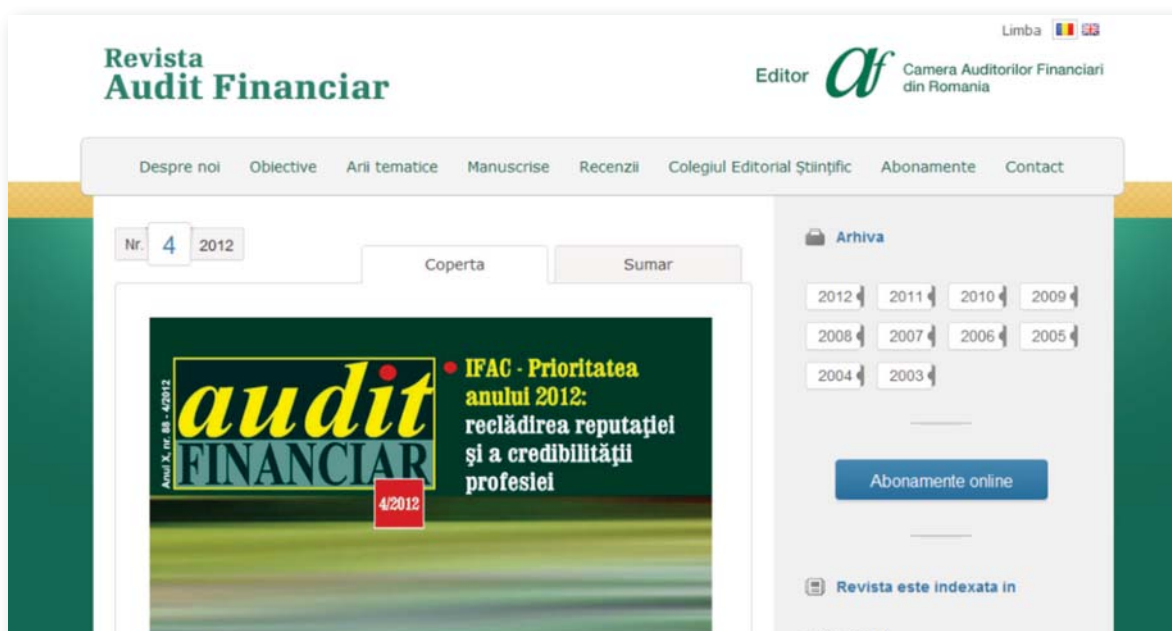 Limba
Revista
Audit Financiar
Editor
af
Camera Auditorilor Financiari
din Romania
Despre noi
Obiective
Arii tematice
Manuscrise
Recenzii
Colegiul Editorial Științific
Abonamente
Contact
Nr. 4 2012
Coperta
Sumar
Anul X, nr. 88 - 4/2012
audit
FINANCIAR
4/2012
IFAC - Prioritatea
anului 2012:
reclădirea reputației
și a credibilității
profesiei
Arhiva
2012 2011 2010 2009
2008 2007 2006 2005
2004 2003
Abonamente online
Revista este indexata in